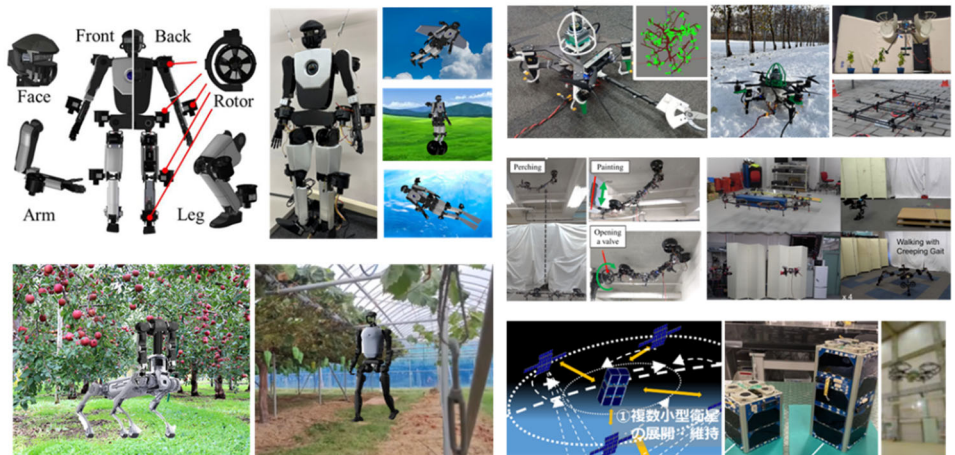 Front
Back
Face
Rotor
Arm
Leg
Perching
Painting
Opening
a valve
Walking with
Creeping Gait
x4
①複数小型衛星
の展開・維持